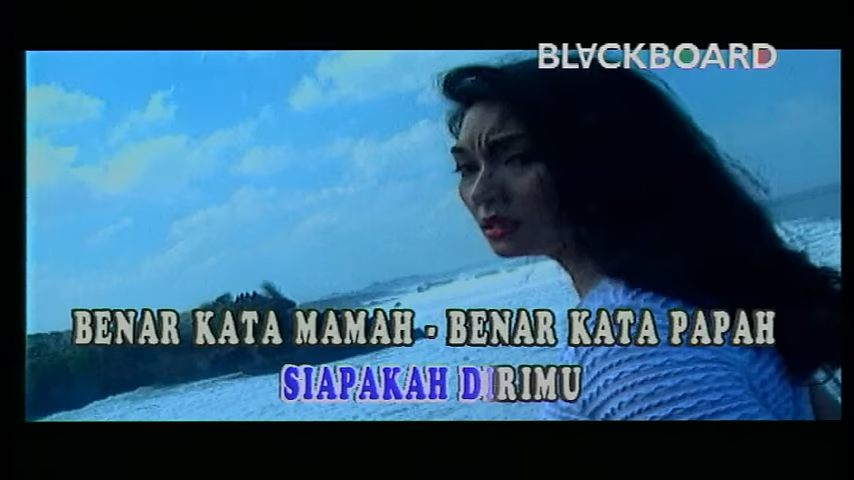 BLACKBOARD
BENAR KATA MAMAH - BENAR KATA PAPAH
SIAPAKAH DIRIMU